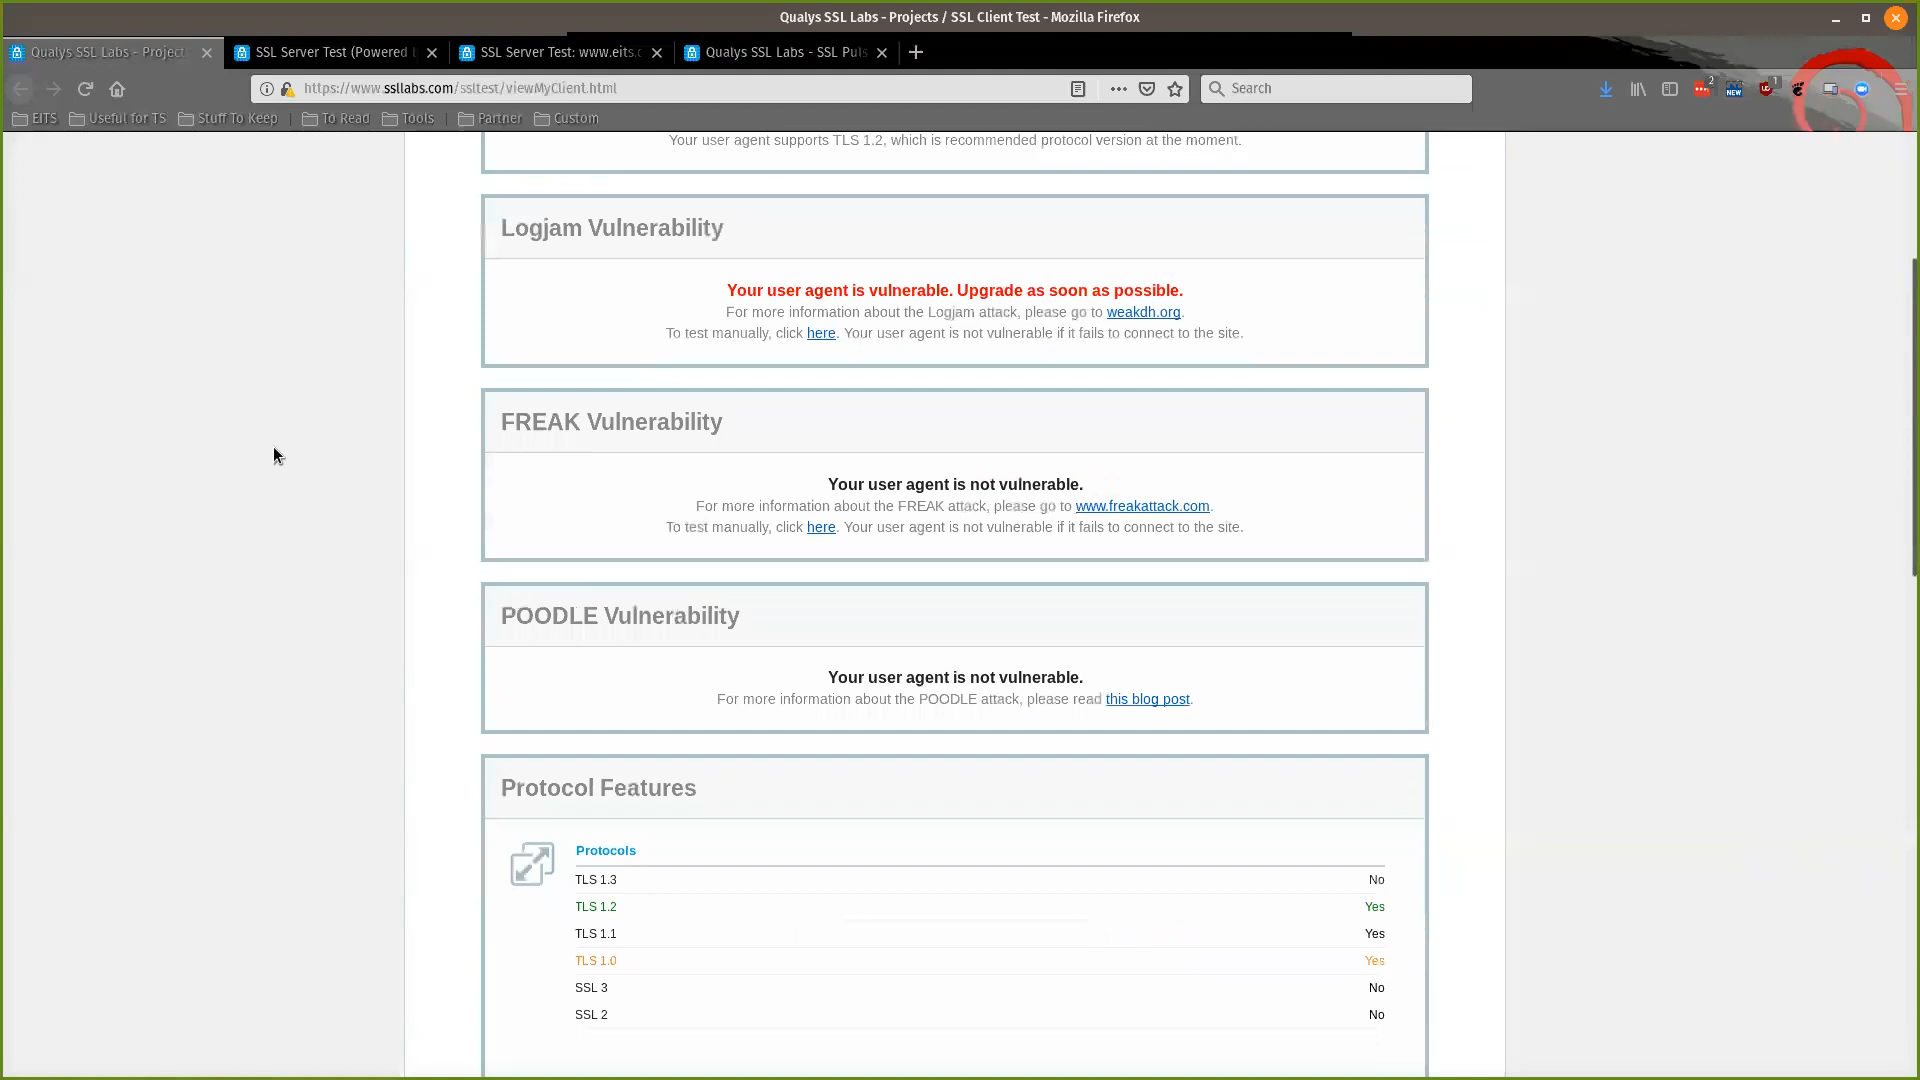 Qualys SSL Labs - Projects / SSL Client Test - Mozilla Firefox
Qualys SSL Labs - Project
SSL Server Test (Powered
SSL Server Test: www.eits.c
Qualys SSL Labs - SSL Puls
https://www.ssllabs.com/ssltest/viewMyClient.html
Search
2
NEW
1
EITS
Useful for TS
Stuff To Keep
To Read
Tools
Partner
Custom
Your user agent supports TLS 1.2, which is recommended protocol version at the moment.
Logjam Vulnerability
Your user agent is vulnerable. Upgrade as soon as possible.
For more information about the Logjam attack, please go to weakdh.org.
To test manually, click here. Your user agent is not vulnerable if it fails to connect to the site.
FREAK Vulnerability
Your user agent is not vulnerable.
For more information about the FREAK attack, please go to www.freakattack.com.
To test manually, click here. Your user agent is not vulnerable if it fails to connect to the site.
POODLE Vulnerability
Your user agent is not vulnerable.
For more information about the POODLE attack, please read this blog post.
Protocol Features
Protocols
TLS 1.3 No
TLS 1.2 Yes
TLS 1.1 Yes
TLS 1.0 Yes
SSL 3 No
SSL 2 No